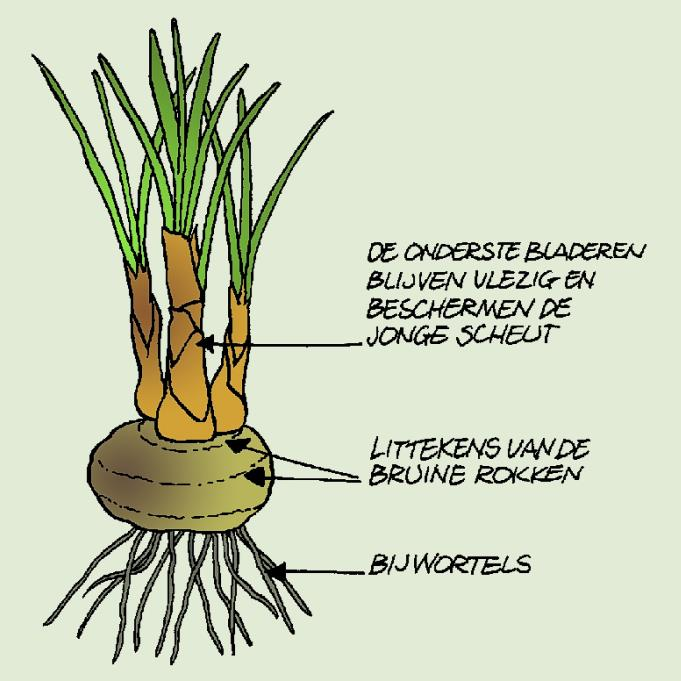 DE ONDERSTE BLADEREN
BLIJVEN VLEZIG EN
BESCHERMEN DE
JONGE SCHEUT
LITTEKENS VAN DE
BRUINE ROKKEN
BIJWORTELS